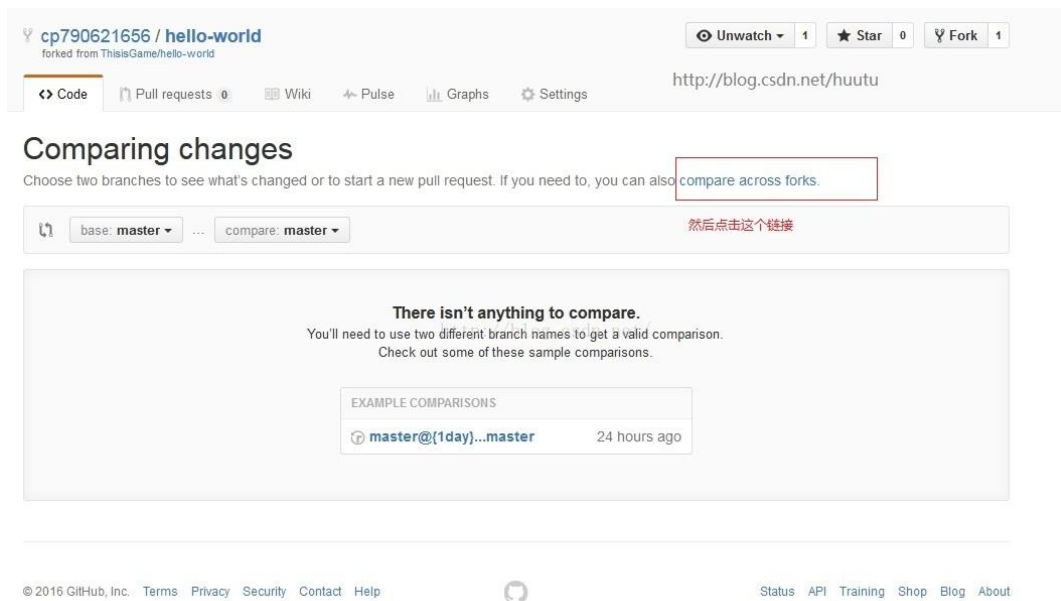 cp790621656 / hello-world
forked from ThisisGame/hello-world
Unwatch 1 Star 0 Fork 1
http://blog.csdn.net/huutu
<> Code Pull requests 0 Wiki Pulse Graphs Settings
Comparing changes
Choose two branches to see what's changed or to start a new pull request. If you need to, you can also compare across forks.
然后点击这个链接
base: master ... compare: master
There isn't anything to compare.
You'll need to use two different branch names to get a valid comparison.
http://blog.csdn.net/
Check out some of these sample comparisons.
EXAMPLE COMPARISONS
master@{1day}...master 24 hours ago
© 2016 GitHub, Inc. Terms Privacy Security Contact Help Status API Training Shop Blog About